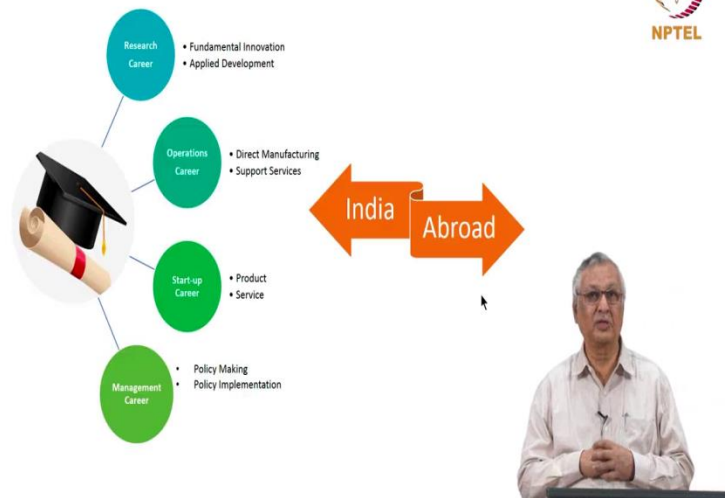 NPTEL
Research
Career
• Fundamental Innovation
• Applied Development
Operations
Career
• Direct Manufacturing
• Support Services
Start-up
Career
• Product
• Service
Management
Career
• Policy Making
• Policy Implementation
India
Abroad